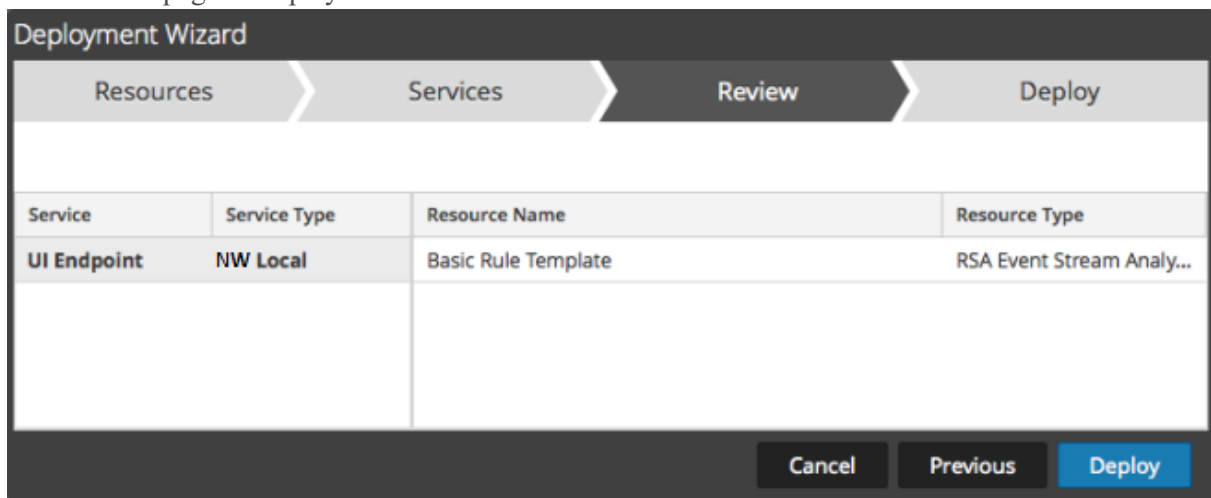 Deployment Wizard
Resources Services Review Deploy
Service Service Type Resource Name Resource Type
UI Endpoint NW Local Basic Rule Template RSA Event Stream Analy...
Cancel Previous Deploy